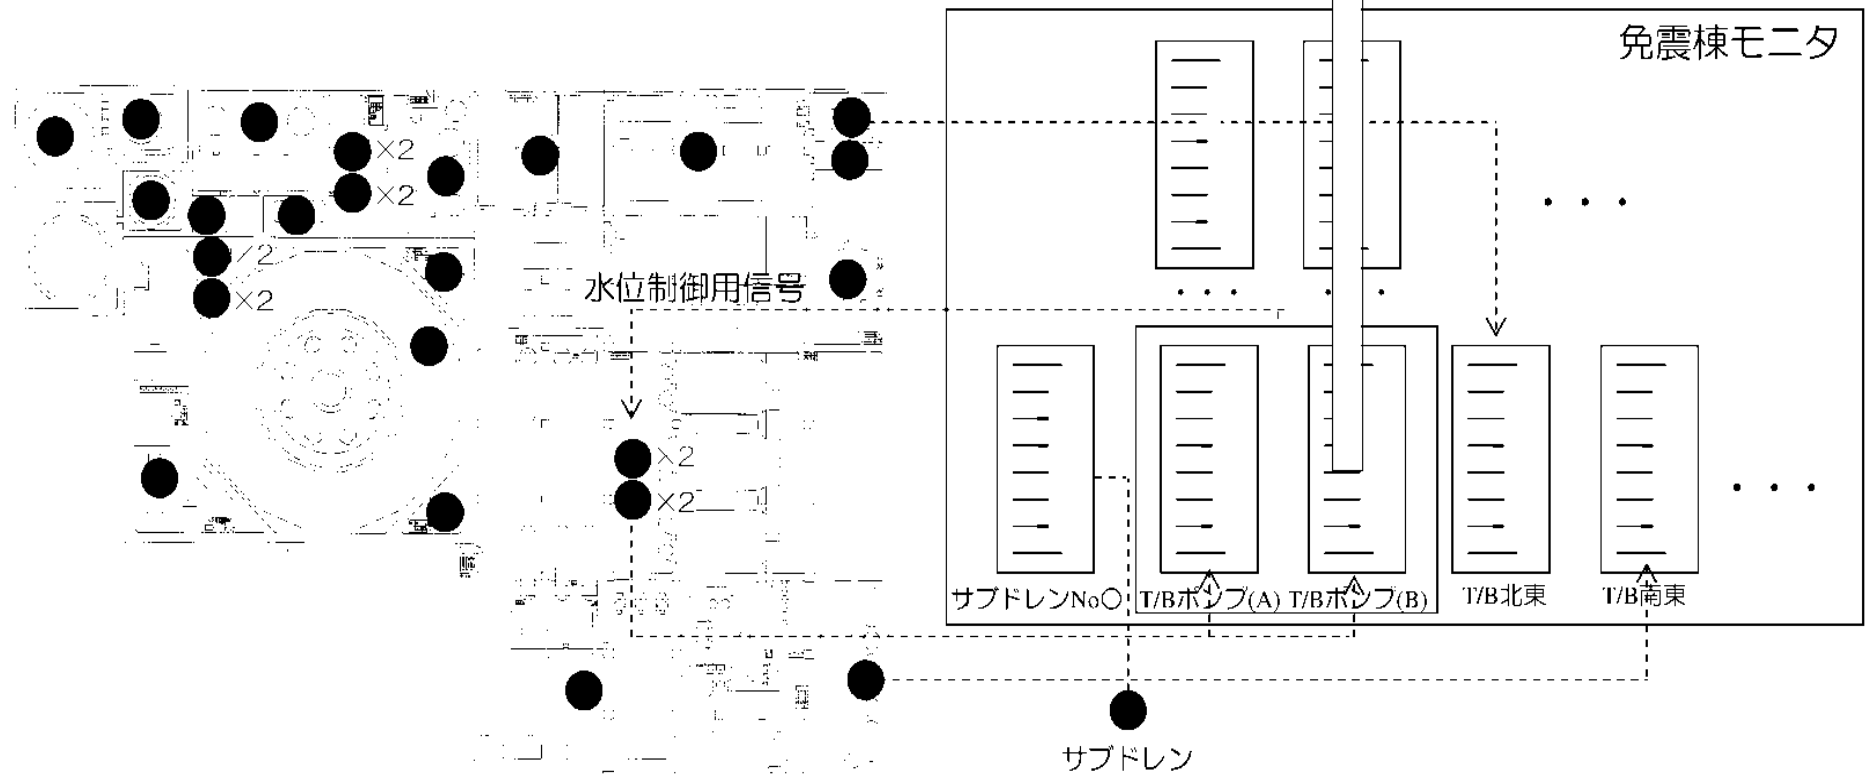 免震棟モニタ
×2
×2
/2
×2
水位制御用信号
×2
×2
サブドレンNo〇
T/Bポンプ(A)
T/Bポンプ(B)
T/B北東
T/B南東
サブドレン